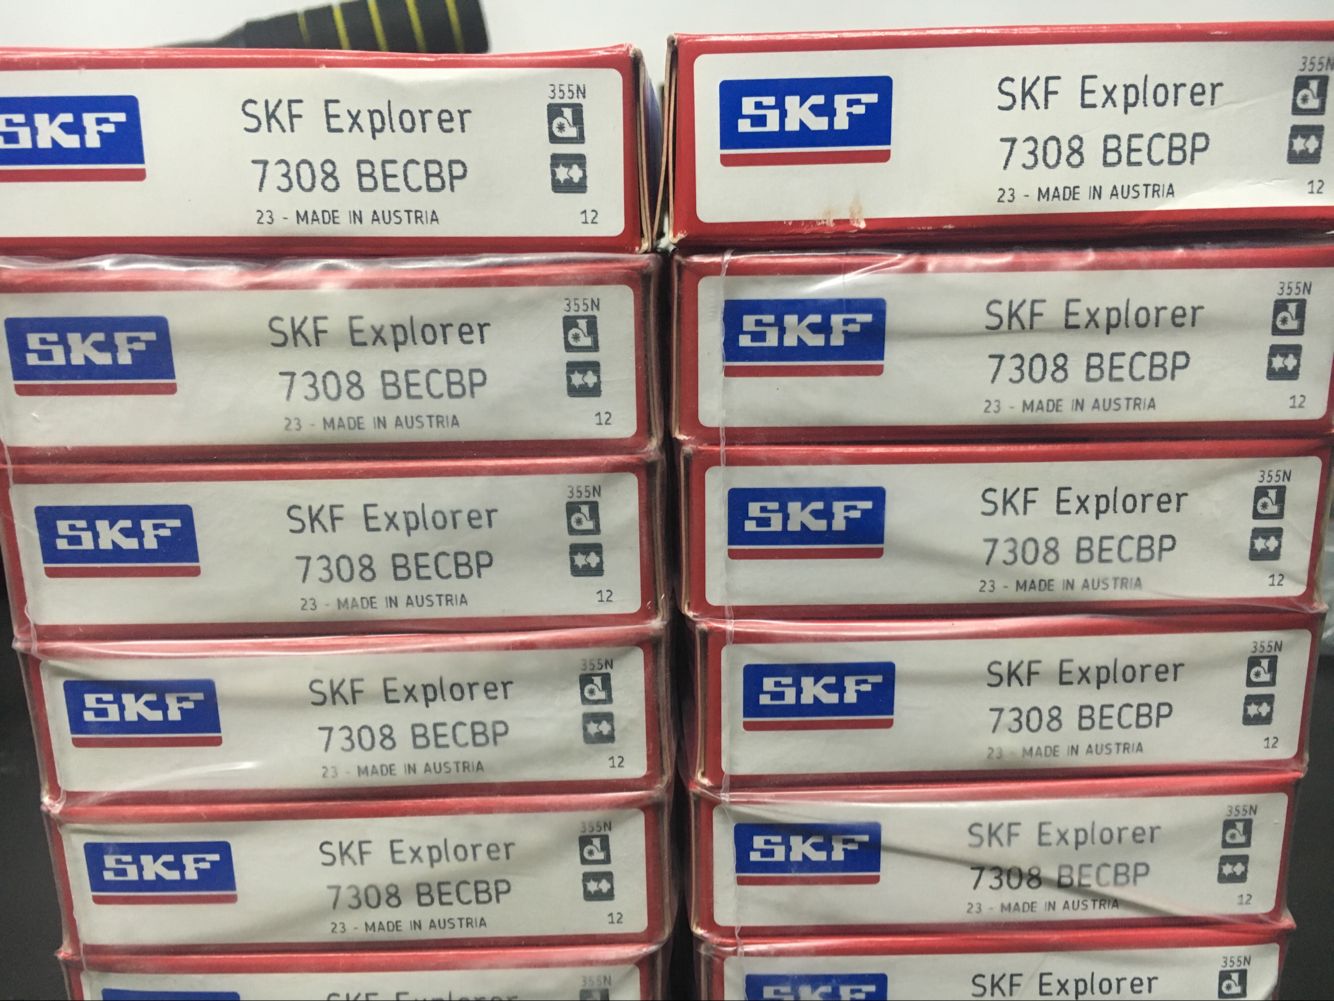 SKF
SKF Explorer
7308 BECBP
23 - MADE IN AUSTRIA
355N
12
SKF
SKF Explorer
7308 BECBP
23 - MADE IN AUSTRIA
355N
12
SKF
SKF Explorer
7308 BECBP
23 - MADE IN AUSTRIA
355N
12
SKF
SKF Explorer
7308 BECBP
23 - MADE IN AUSTRIA
355N
12
SKF
SKF Explorer
7308 BECBP
23 - MADE IN AUSTRIA
355N
12
SKF
SKF Explorer
7308 BECBP
23 - MADE IN AUSTRIA
355N
12
SKF
SKF Explorer
7308 BECBP
23 - MADE IN AUSTRIA
355N
12
SKF
SKF Explorer
7308 BECBP
23 - MADE IN AUSTRIA
355N
12
SKF
SKF Explorer
7308 BECBP
23 - MADE IN AUSTRIA
355N
12
SKF
SKF Explorer
7308 BECBP
23 - MADE IN AUSTRIA
355N
12
SKF Explorer
355N
SKF
SKF Explorer
355N